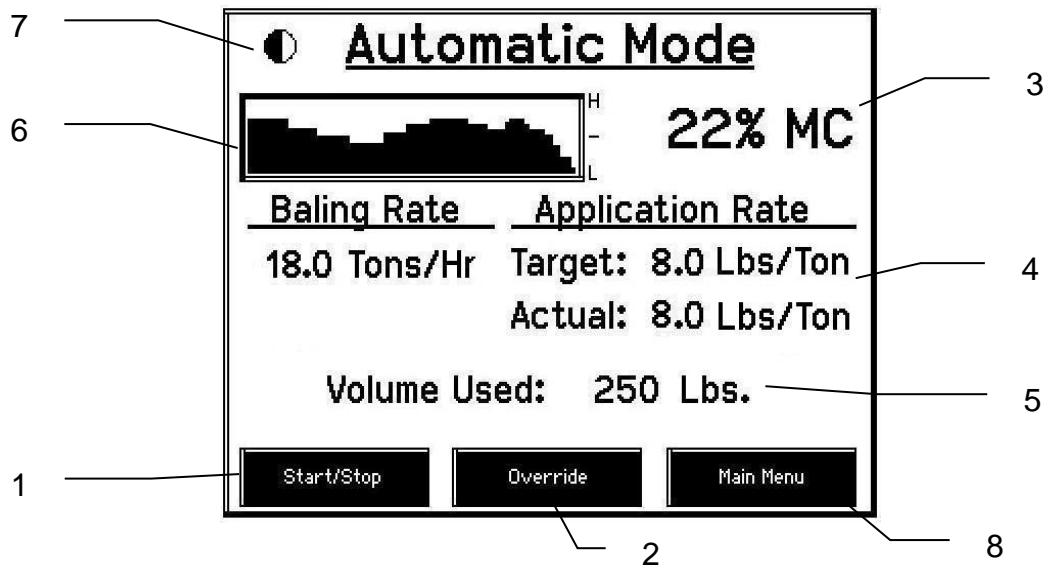 7
Automatic Mode
H
-
L
22% MC
3
6
Baling Rate
Application Rate
18.0 Tons/Hr
Target: 8.0 Lbs/Ton
4
Actual: 8.0 Lbs/Ton
Volume Used: 250 Lbs.
5
1
Start/Stop
Override
Main Menu
2
8